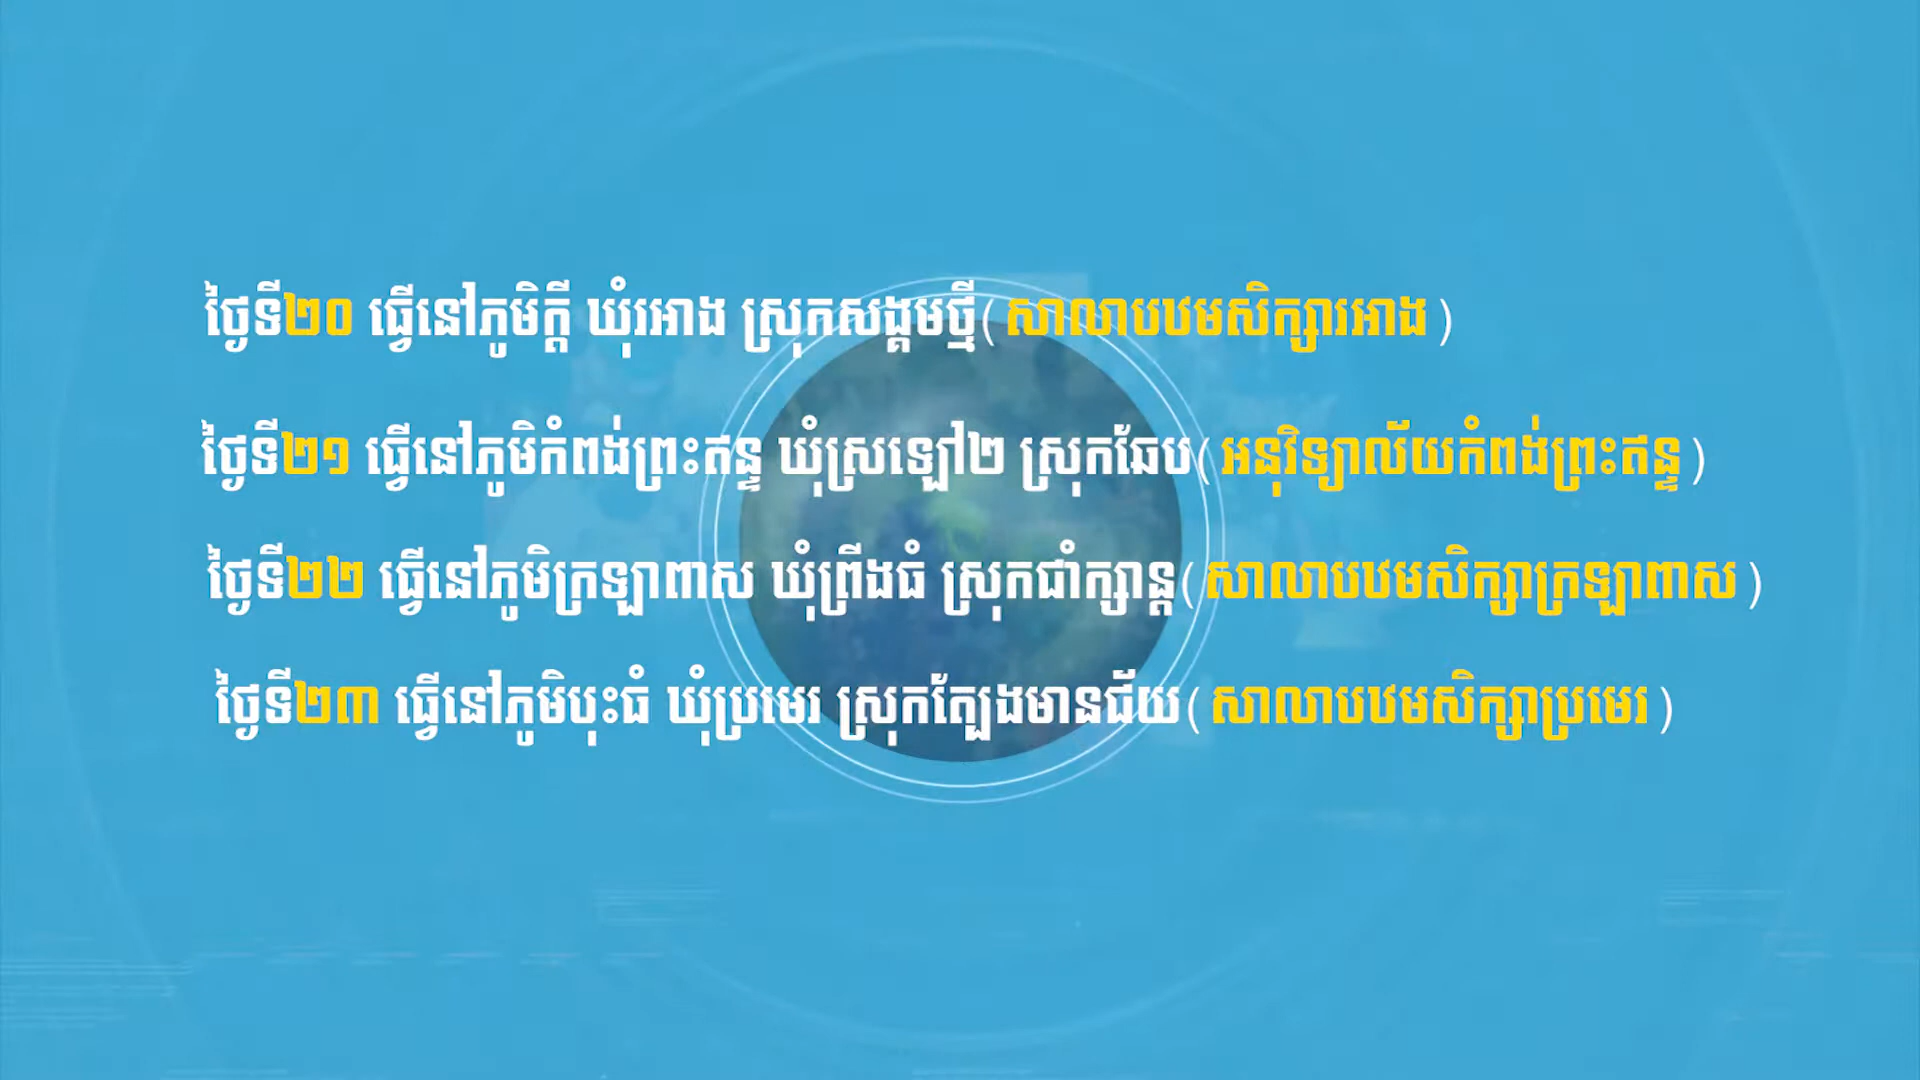 ថ្ងៃទី២០ ធ្វើនៅភូមិក្តី ឃុំរអាង ស្រុកសង្គមថ្មី(សាលាបឋមសិក្សារអាង)
ថ្ងៃទី២១ ធ្វើនៅភូមិកំពង់ព្រះឥន្ទ ឃុំស្រឡៅ២ ស្រុកឆែប(អនុវិទ្យាល័យកំពង់ព្រះឥន្ទ)
ថ្ងៃទី២២ ធ្វើនៅភូមិក្រឡាពាស ឃុំព្រីងធំ ស្រុកជាំក្សាន្ត(សាលាបឋមសិក្សាក្រឡាពាស)
ថ្ងៃទី២៣ ធ្វើនៅភូមិបុះធំ ឃុំប្រមេរ ស្រុកត្បែងមានជ័យ(សាលាបឋមសិក្សាប្រមេរ)